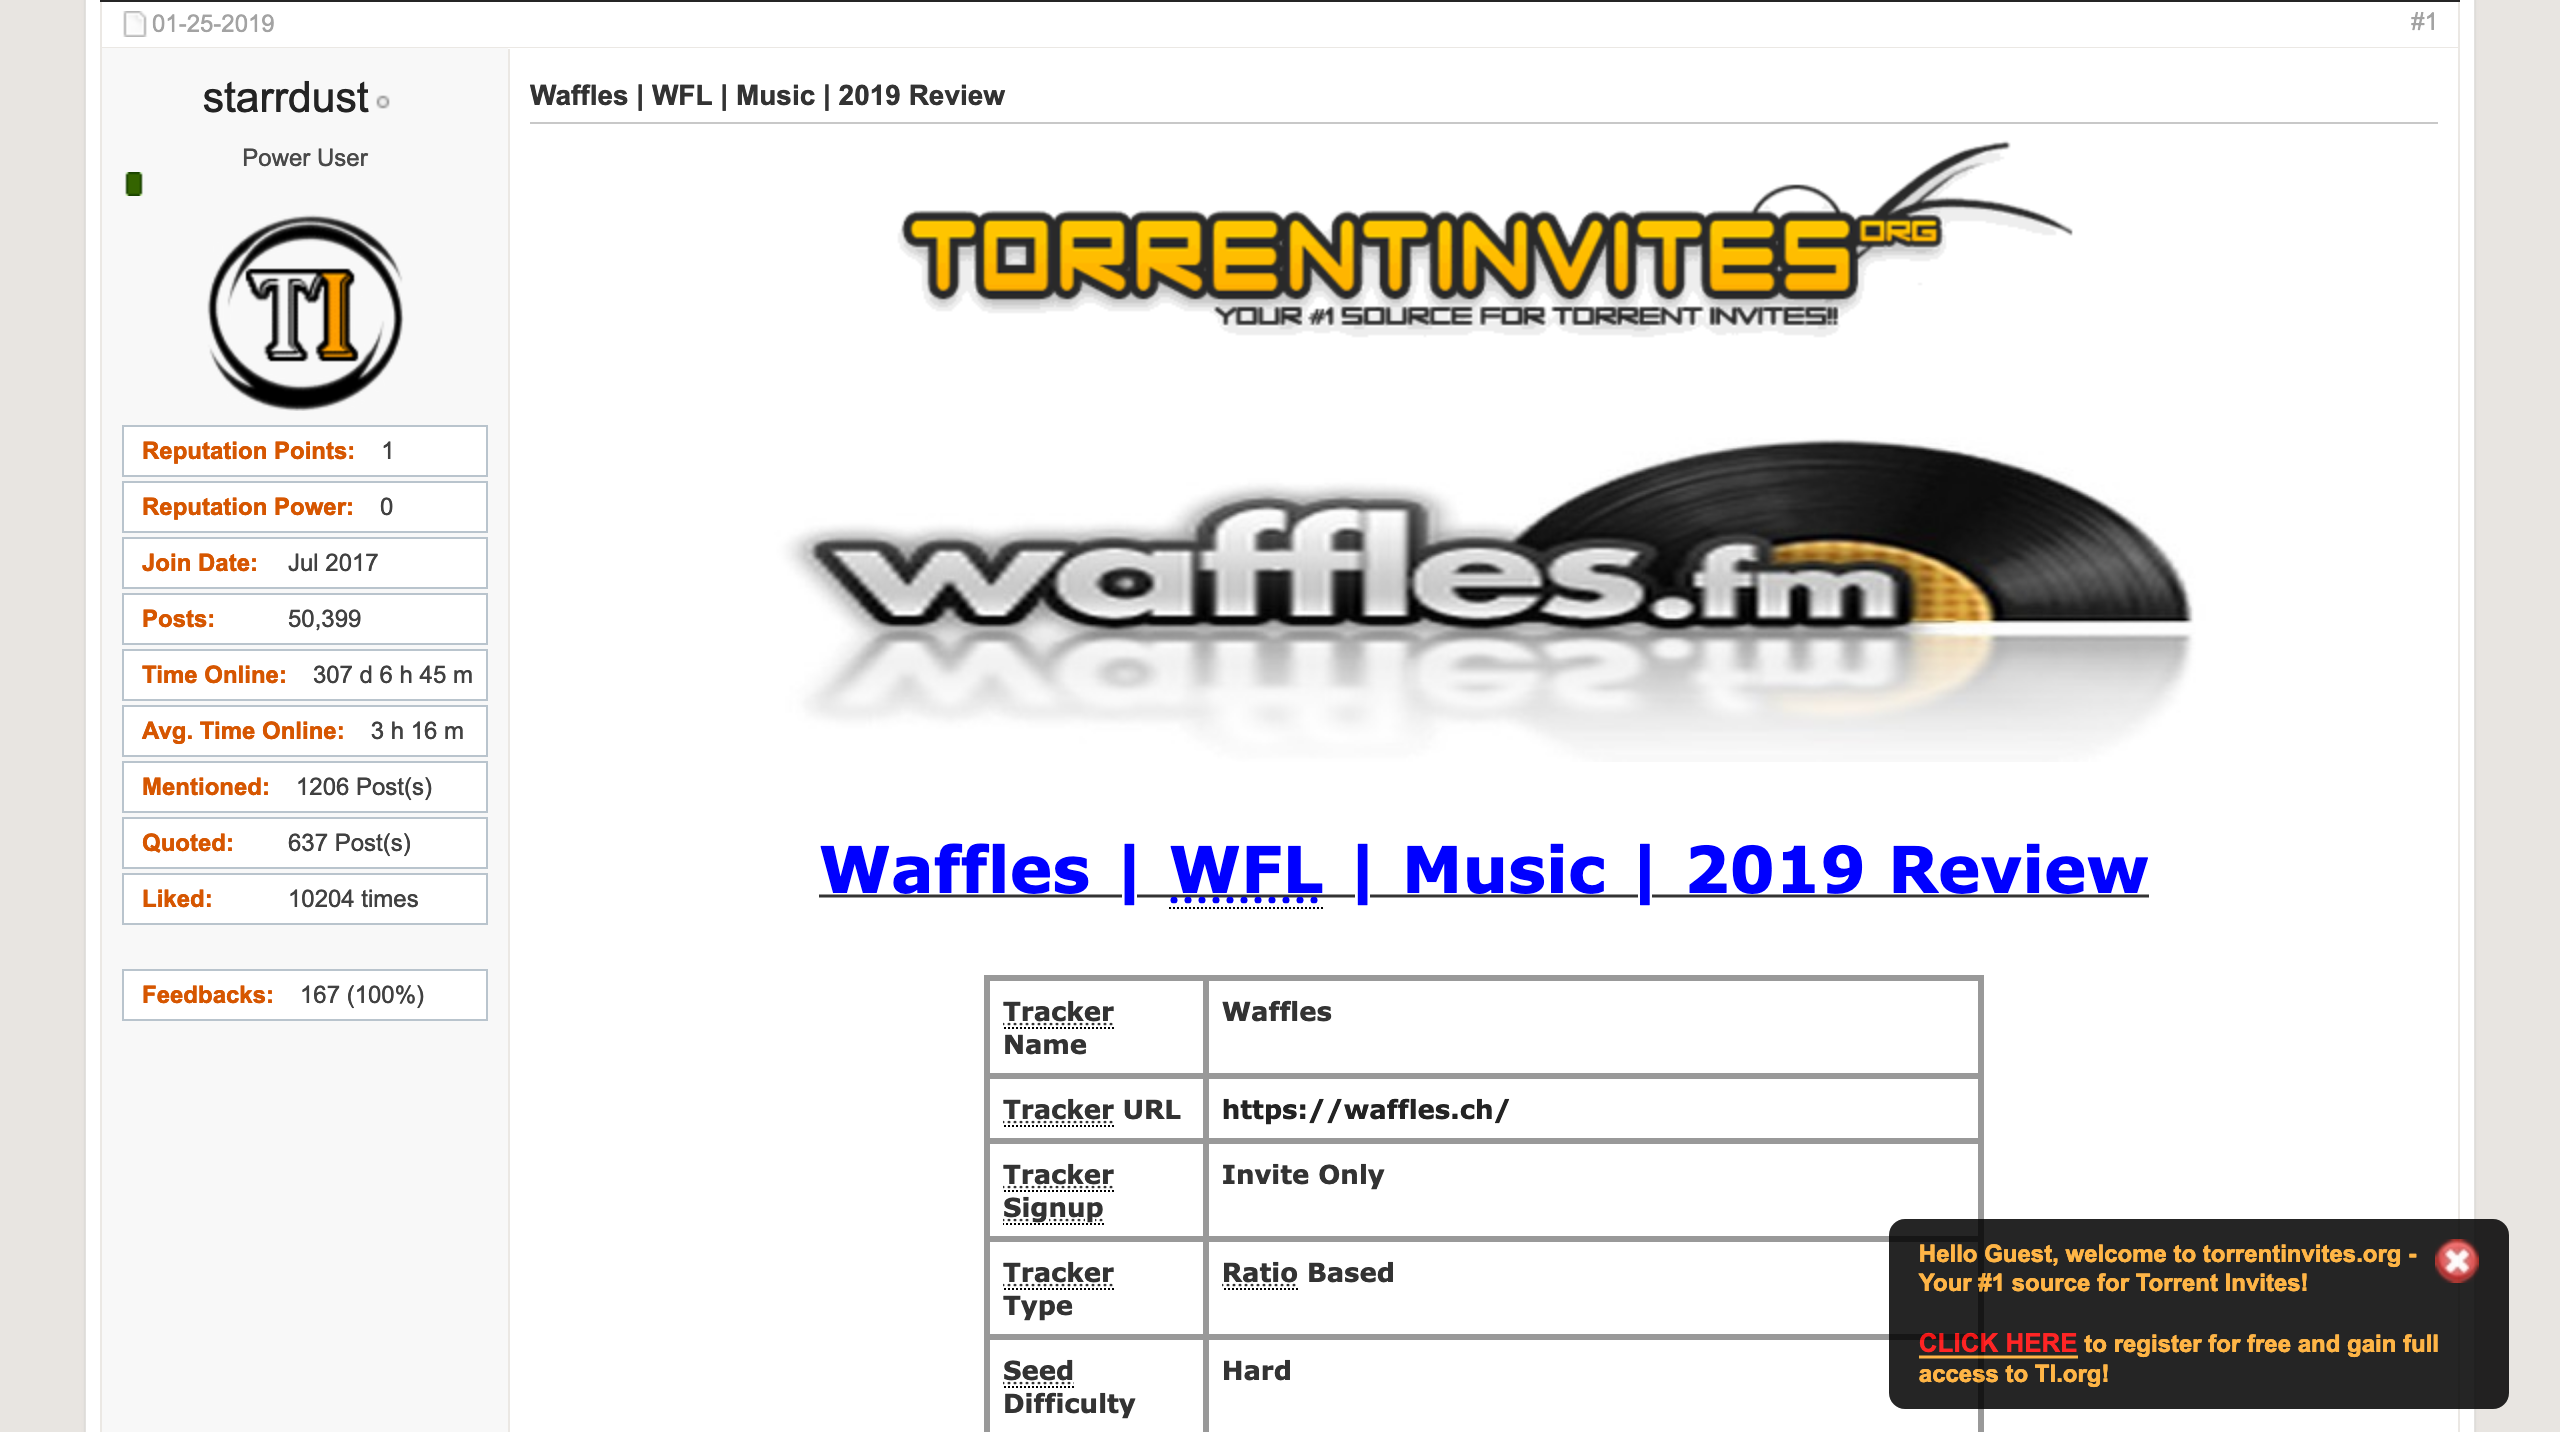 01-25-2019
#1
starrdust
Power User
TI
Reputation Points: 1
Reputation Power: 0
Join Date: Jul 2017
Posts: 50,399
Time Online: 307 d 6 h 45 m
Avg. Time Online: 3 h 16 m
Mentioned: 1206 Post(s)
Quoted: 637 Post(s)
Liked: 10204 times
Feedbacks: 167 (100%)
Waffles | WFL | Music | 2019 Review
TORRENTINVITES.ORG
YOUR #1 SOURCE FOR TORRENT INVITES!!
waffles.fm
Waffles | WFL | Music | 2019 Review
Tracker Name
Waffles
Tracker URL
https://waffles.ch/
Tracker Signup
Invite Only
Tracker Type
Ratio Based
Seed Difficulty
Hard
Hello Guest, welcome to torrentinvites.org -
Your #1 source for Torrent Invites!
CLICK HERE to register for free and gain full
access to TI.org!